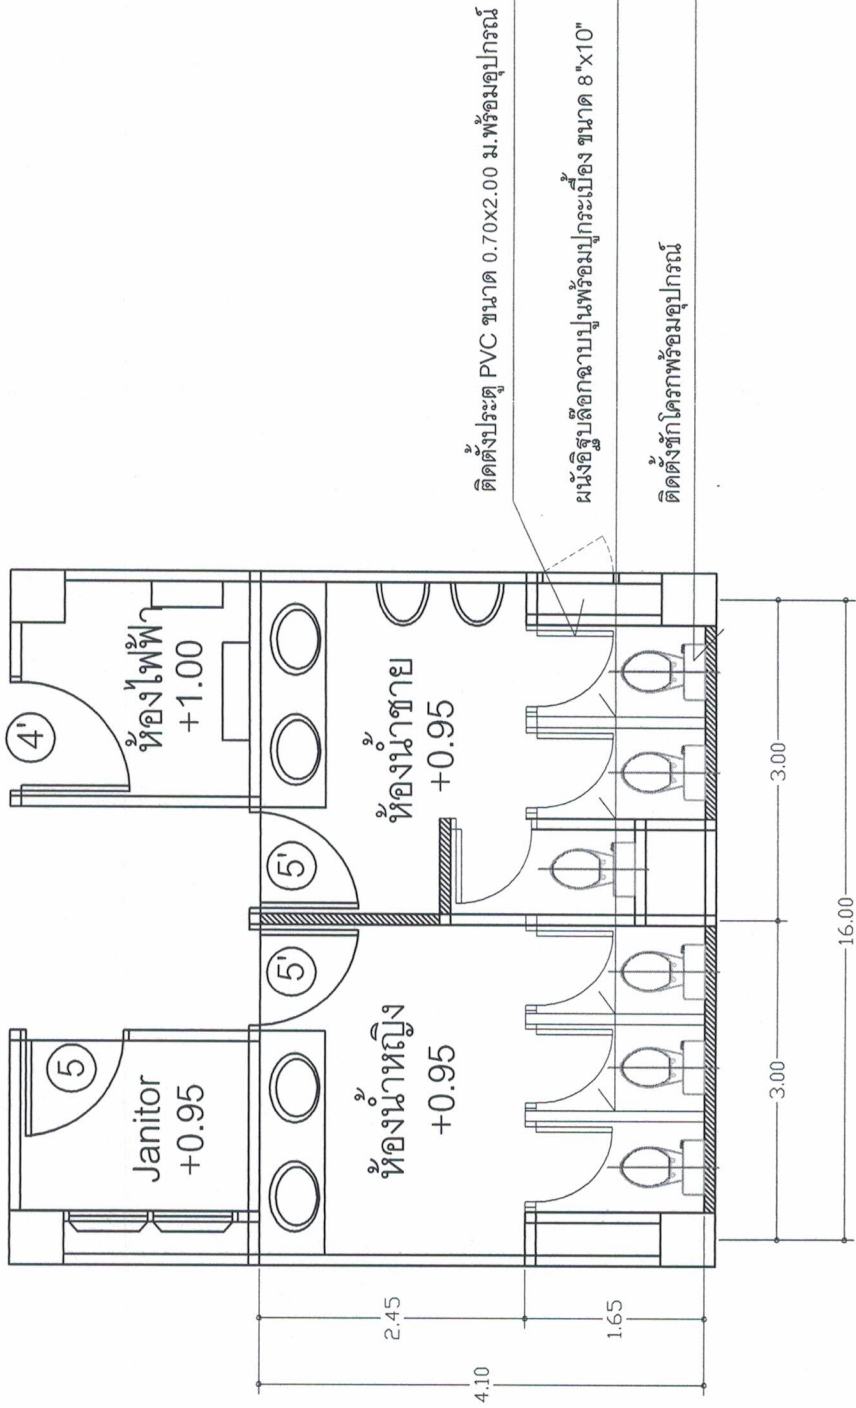 ติดตั้งประตู PVC ขนาด 0.70x2.00 ม.พร้อมอุปกรณ์
ผนังอิฐบล๊อกฉาบปูนพร้อมปูกระเบื้อง ขนาด 8"x10"
ติดตั้งชักโครกพร้อมอุปกรณ์
4'
ห้องไฟฟ้า
+1.00
5'
ห้องน้ำชาย
+0.95
5
Janitor
+0.95
5'
ห้องน้ำหญิง
+0.95
3.00
3.00
16.00
2.45
1.65
4.10